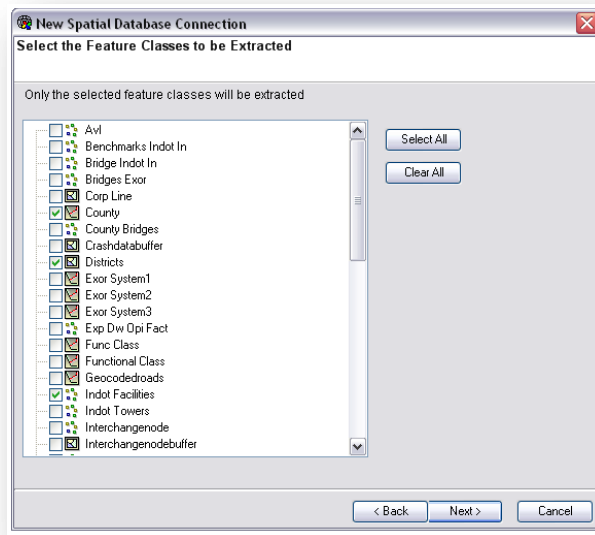 New Spatial Database Connection
Select the Feature Classes to be Extracted
Only the selected feature classes will be extracted
Avl
Benchmarks Indot In
Bridge Indot In
Bridges Exor
Corp Line
County
County Bridges
Crashdatabuffer
Districts
Exor System1
Exor System2
Exor System3
Exp Dw Opi Fact
Func Class
Functional Class
Geocodedroads
Indot Facilities
Indot Towers
Interchangenode
Interchangenodebuffer
Select All
Clear All
< Back
Next >
Cancel